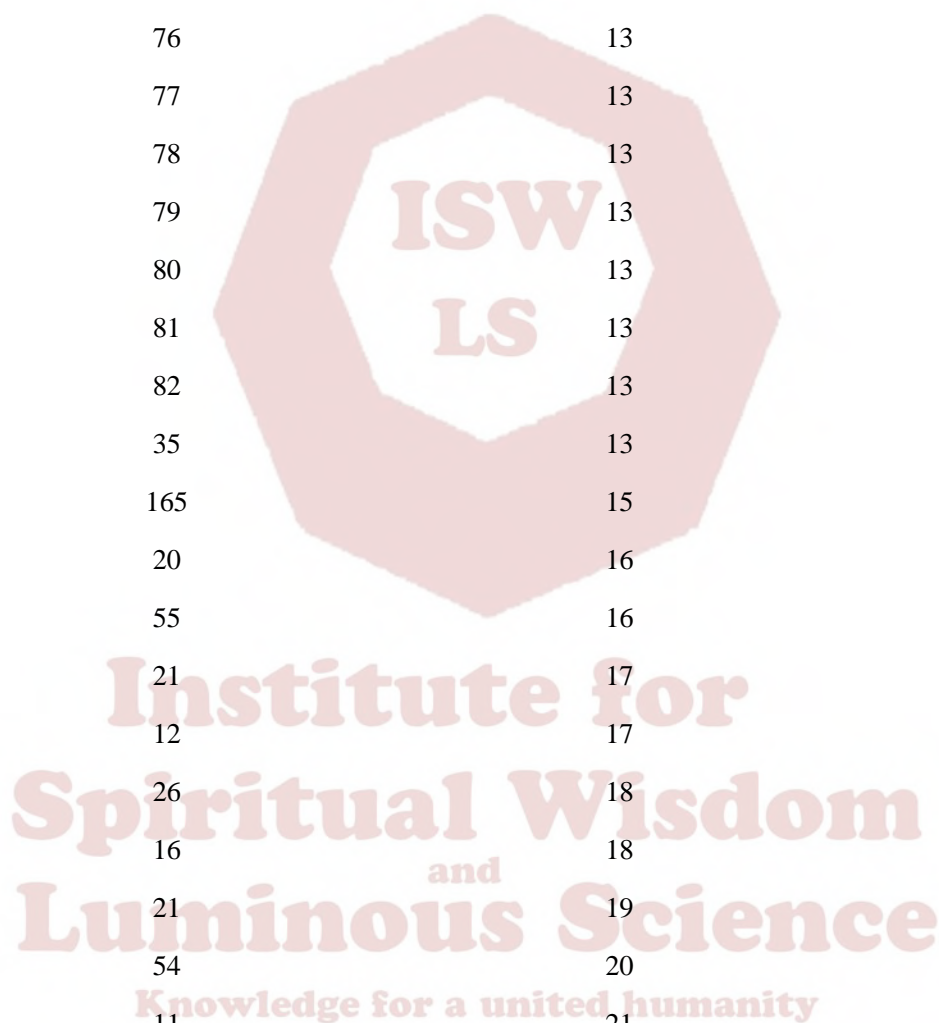 76 13
77 13
78 13
ISW
79 13
80 13
LS
81 13
82 13
35 13
165 15
20 16
55 16
Institute for
21 17
12 17
Spiritual Wisdom
26 18
16 18
and
Luminous Science
21 19
54 20
Knowledge for a united humanity
11 21